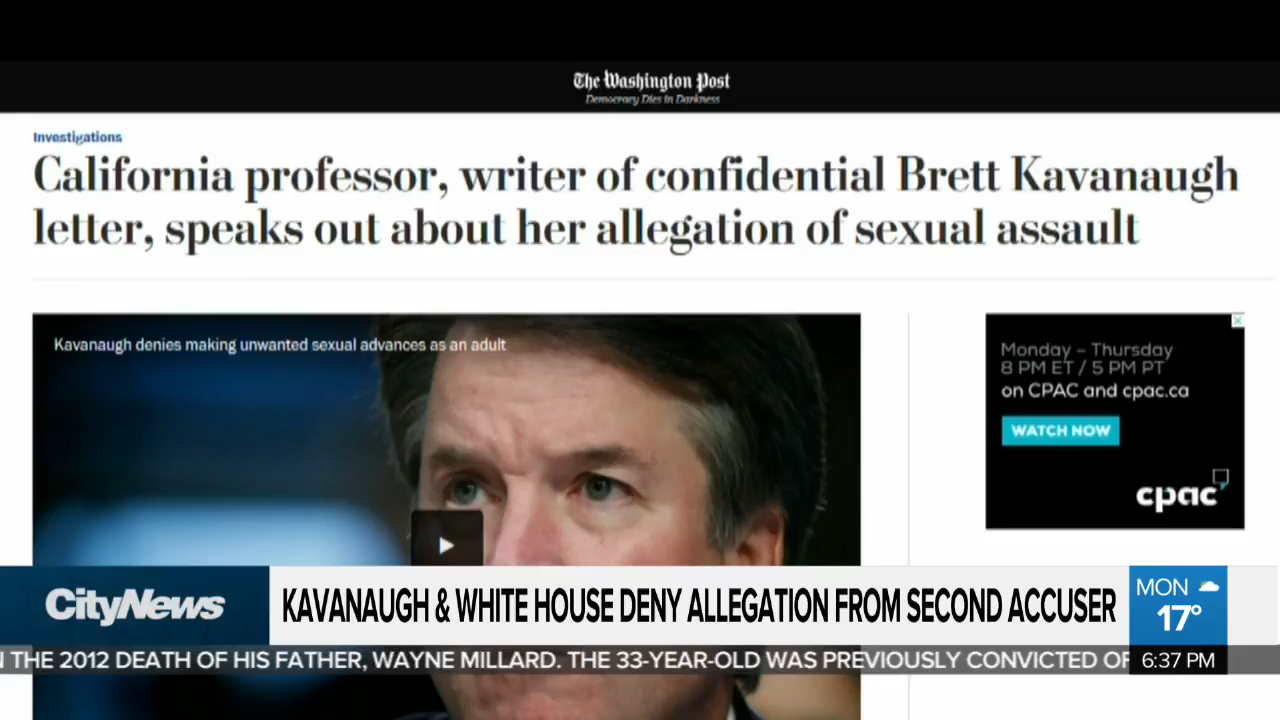 The Washington Post
Democracy Dies in Darkness
Investigations
California professor, writer of confidential Brett Kavanaugh
letter, speaks out about her allegation of sexual assault
Kavanaugh denies making unwanted sexual advances as an adult
Monday – Thursday
8 PM ET / 5 PM PT
on CPAC and cpac.ca
WATCH NOW
cpac
CityNews
KAVANAUGH & WHITE HOUSE DENY ALLEGATION FROM SECOND ACCUSER
MON
17°
THE 2012 DEATH OF HIS FATHER, WAYNE MILLARD. THE 33-YEAR-OLD WAS PREVIOUSLY CONVICTED OF
6:37 PM